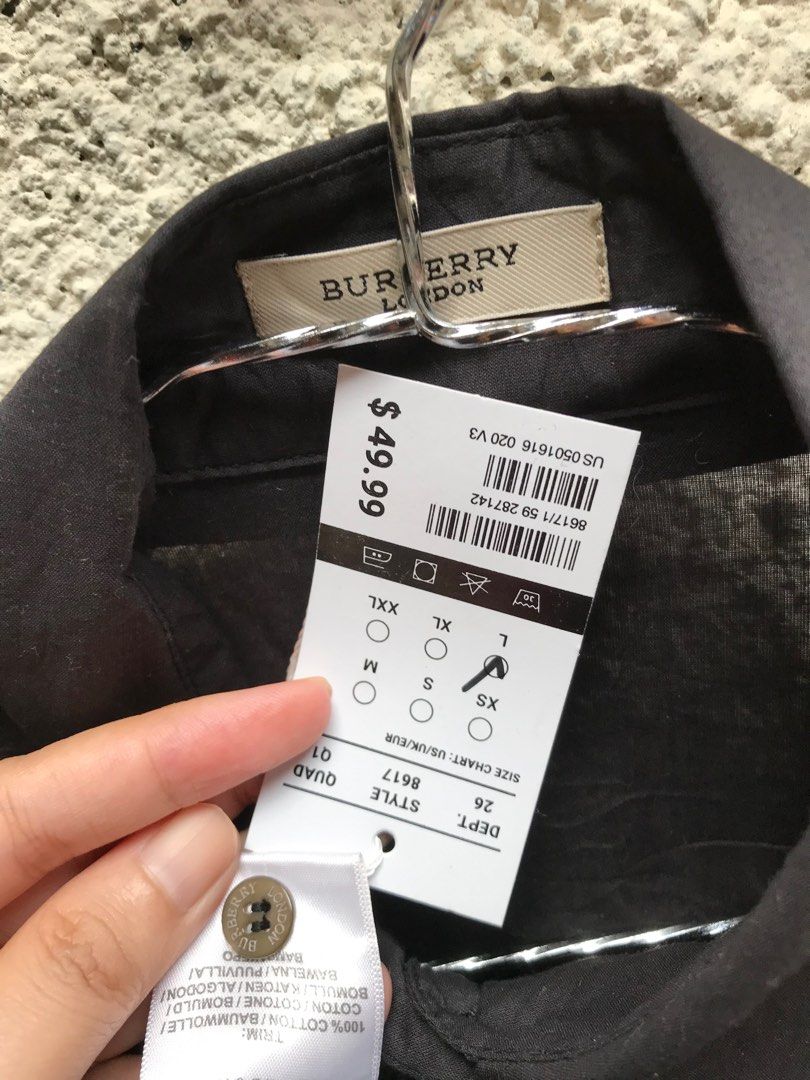 BURBERRY
LONDON
DEPT. STYLE QUAD
26 8617 Q1
SIZE CHART: US/UK/EUR
XS S M
L XL XXL
30
8617/1 59 287142
US 0501616 020 V3
$ 49.99
BURBERRY LONDON
TRIM:
100% COTTON / BAUMWOLLE /
COTON / COTONE / BOMULD /
BOMULL / KATOEN / ALGODON /
BAWELNA / PUUVILLA /